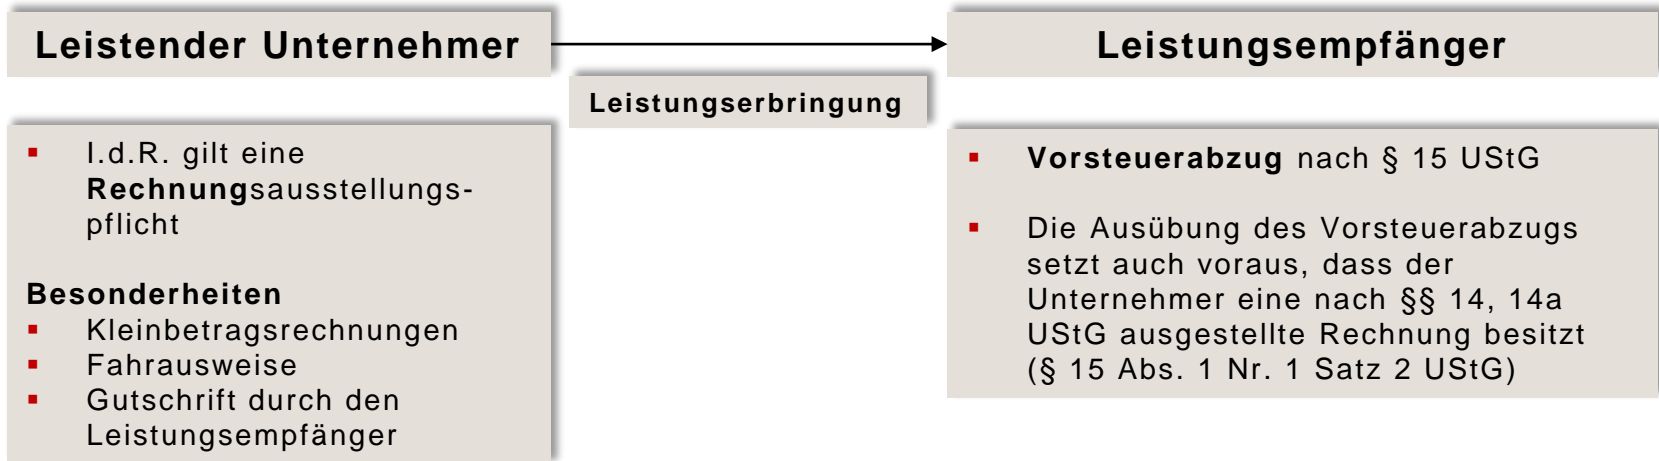 Leistender Unternehmer
Leistungsempfänger
Leistungserbringung
▪ I.d.R. gilt eine
Rechnungsausstellungs-
pflicht
Besonderheiten
▪ Kleinbetragsrechnungen
▪ Fahrausweise
▪ Gutschrift durch den
Leistungsempfänger
▪ Vorsteuerabzug nach § 15 UStG
▪ Die Ausübung des Vorsteuerabzugs
setzt auch voraus, dass der
Unternehmer eine nach §§ 14, 14a
UStG ausgestellte Rechnung besitzt
(§ 15 Abs. 1 Nr. 1 Satz 2 UStG)